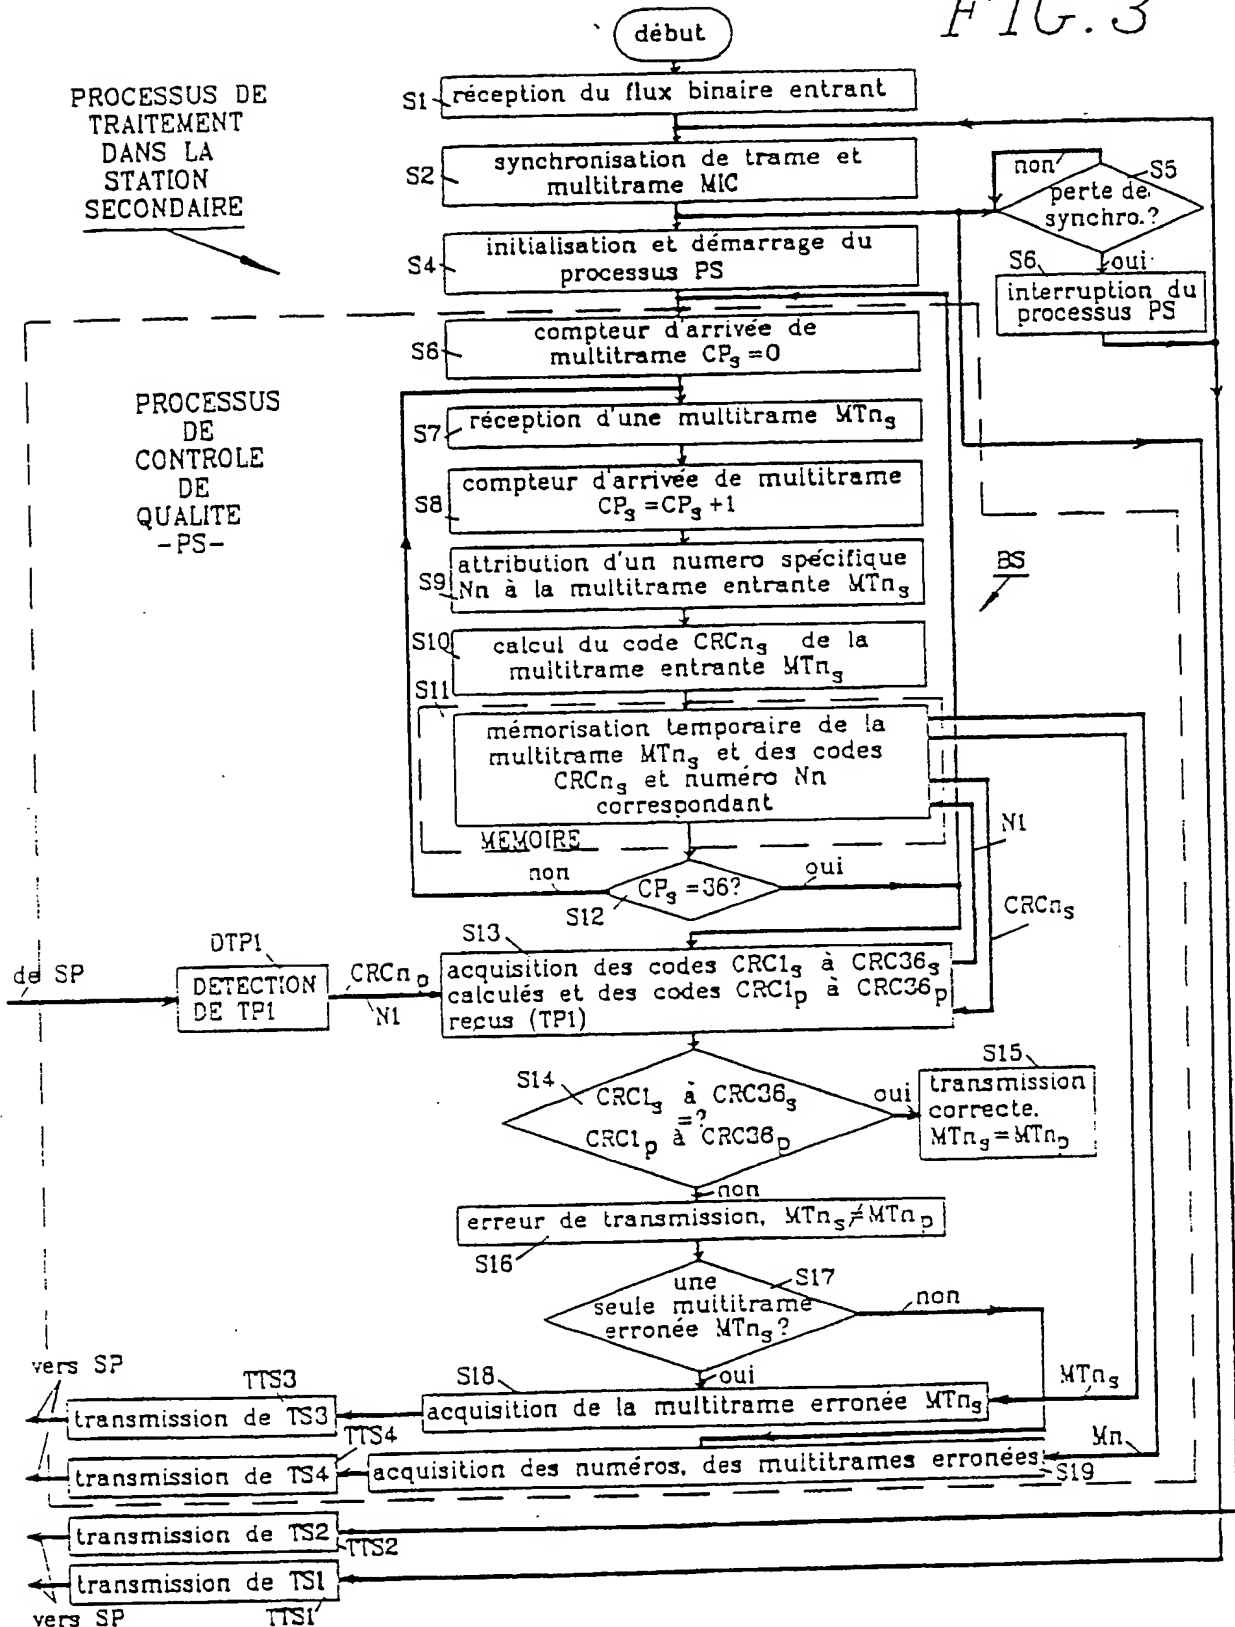 FIG. 3
début
PROCESSUS DE
TRAITEMENT
DANS LA
STATION
SECONDAIRE
S1
réception du flux binaire entrant
S2
synchronisation de trame et
multitrame MIC
non
S5
perte de
synchro.?
oui
S4
initialisation et démarrage du
processus PS
S6
interruption du
processus PS
S6
compteur d'arrivée de
multitrame CPs =0
PROCESSUS
DE
CONTROLE
DE
QUALITE
-PS-
S7
réception d'une multitrame MTns
S8
compteur d'arrivée de multitrame
CPs =CPs +1
S9
attribution d'un numero spécifique
Nn à la multitrame entrante MTns
BS
S10
calcul du code CRCns de la
multitrame entrante MTns
S11
mémorisation temporaire de la
multitrame MTns et des codes
CRCns et numéro Nn
correspondant
MEMOIRE
N1
non
CPs =36?
oui
S12
CRCns
S13
DTP1
de SP
DETECTION
DE TP1
CRCnp
N1
acquisition des codes CRC1s à CRC36s
calculés et des codes CRC1p à CRC36p
recus (TP1)
S14
CRC1s à CRC36s
=?
CRC1p à CRC36p
oui
S15
transmission
correcte.
MTns=MTnp
non
erreur de transmission, MTns≠MTnp
S16
S17
une
seule multitrame
erronée MTns?
non
oui
vers SP
TTS3
S18
transmission de TS3
acquisition de la multitrame erronée MTns
MTns
TTS4
Mn
transmission de TS4
acquisition des numéros, des multitrames erronées
S19
transmission de TS2
TTS2
transmission de TS1
TTS1
vers SP